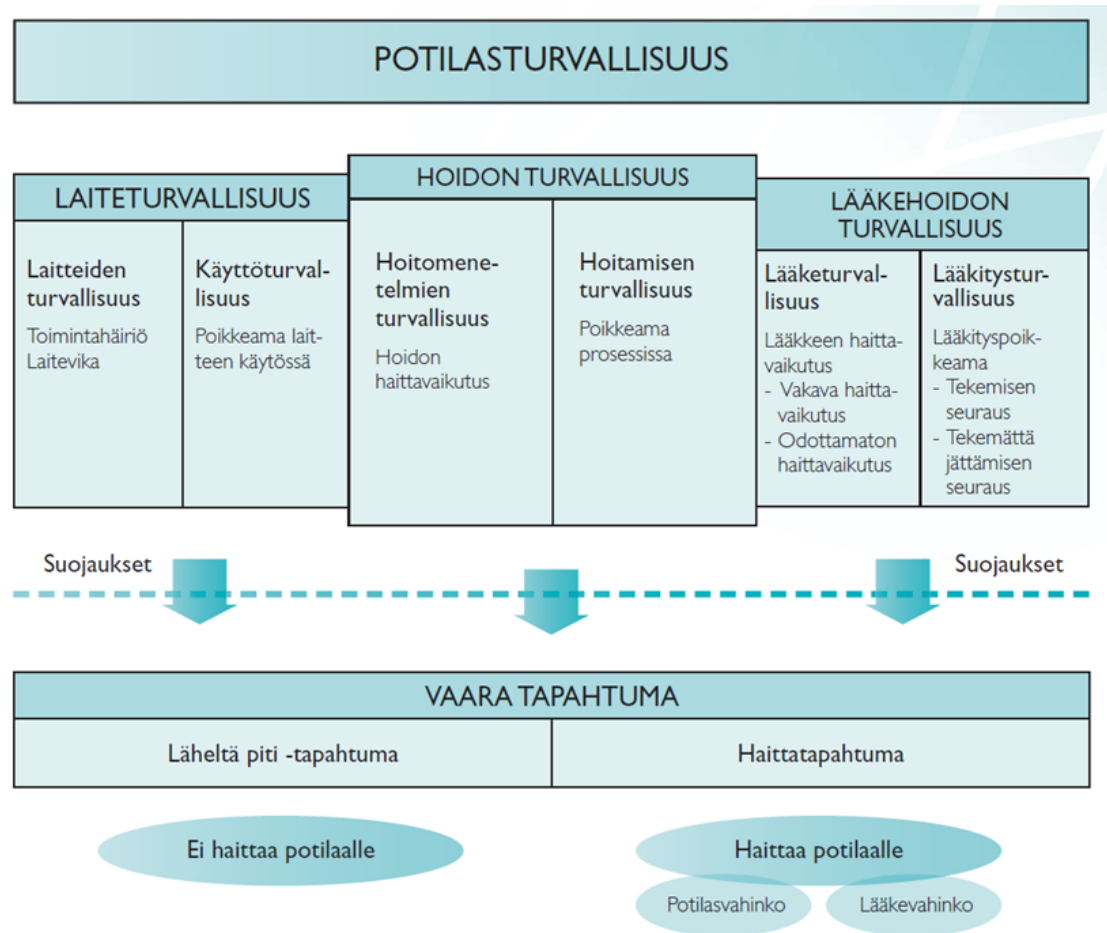 POTILASTURVALLISUUS
LAITETURVALLISUUS
Laitteiden
turvallisuus
Toimintahäiriö
Laitevika
Käyttöturval-
lisuus
Poikkeama lait-
teen käytössä
HOIDON TURVALLISUUS
Hoitomene-
telmien
turvallisuus
Hoidon
haittavaikutus
Hoitamisen
turvallisuus
Poikkeama
prosessissa
LÄÄKEHOIDON
TURVALLISUUS
Lääketurval-
lisuus
Lääkkeen haitta-
vaikutus
- Vakava haitta-
vaikutus
- Odottamaton
haittavaikutus
Lääkitystur-
vallisuus
Lääkityspoik-
keama
- Tekemisen
seuraus
- Tekemättä
jättämisen
seuraus
Suojaukset
Suojaukset
VAARA TAPAHTUMA
Läheltä piti -tapahtuma
Haittatapahtuma
Ei haittaa potilaalle
Haittaa potilaalle
Potilasvahinko
Lääkevahinko